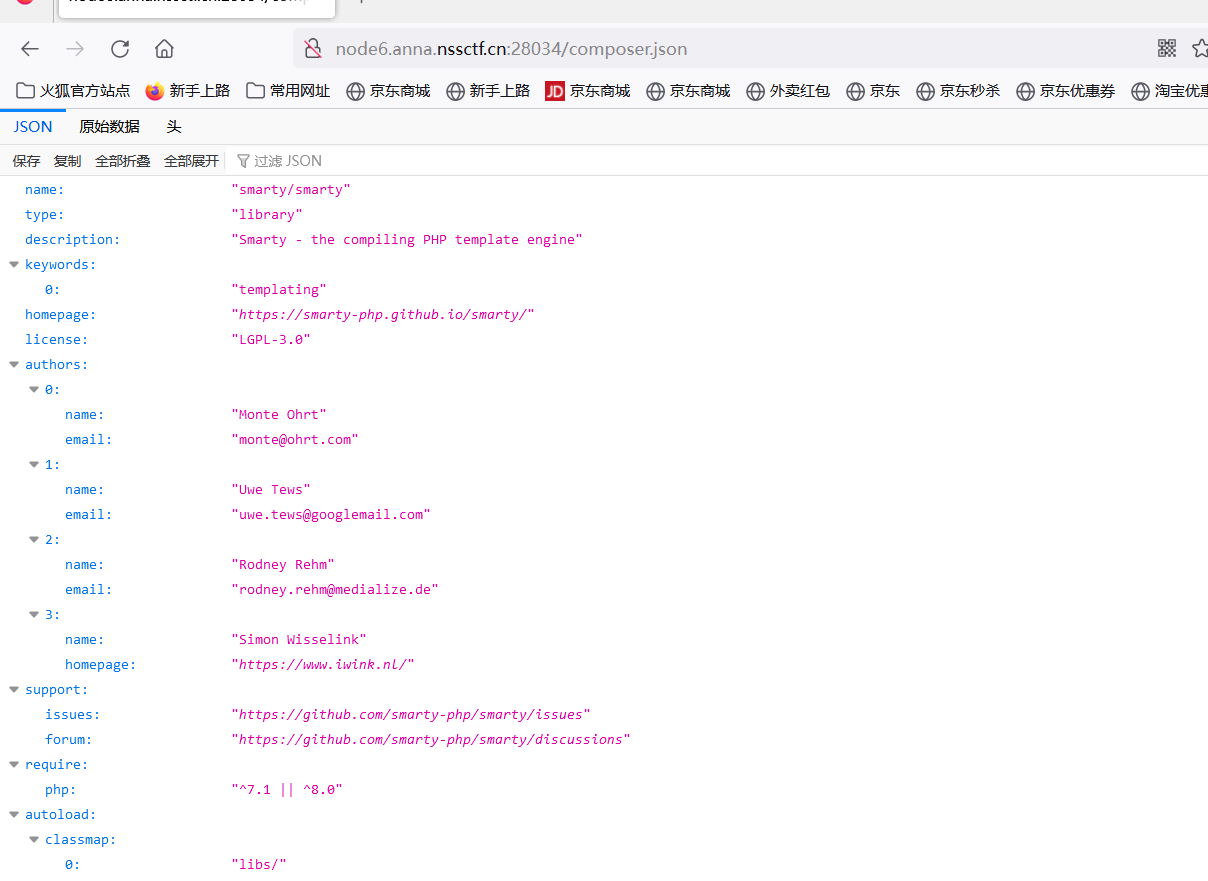 node6.anna.nssctf.cn:28034/composer.json
火狐官方站点 新手上路 常用网址 京东商城 新手上路 JD 京东商城 京东商城 外卖红包 京东 京东秒杀 京东优惠券 淘宝优惠
JSON 原始数据 头
保存 复制 全部折叠 全部展开 过滤 JSON
name: "smarty/smarty"
type: "library"
description: "Smarty - the compiling PHP template engine"
keywords:
0: "templating"
homepage: "https://smarty-php.github.io/smarty/"
license: "LGPL-3.0"
authors:
0:
name: "Monte Ohrt"
email: "monte@ohrt.com"
1:
name: "Uwe Tews"
email: "uwe.tews@googlemail.com"
2:
name: "Rodney Rehm"
email: "rodney.rehm@medialize.de"
3:
name: "Simon Wisselink"
homepage: "https://www.iwink.nl/"
support:
issues: "https://github.com/smarty-php/smarty/issues"
forum: "https://github.com/smarty-php/smarty/discussions"
require:
php: "^7.1 || ^8.0"
autoload:
classmap:
0: "libs/"